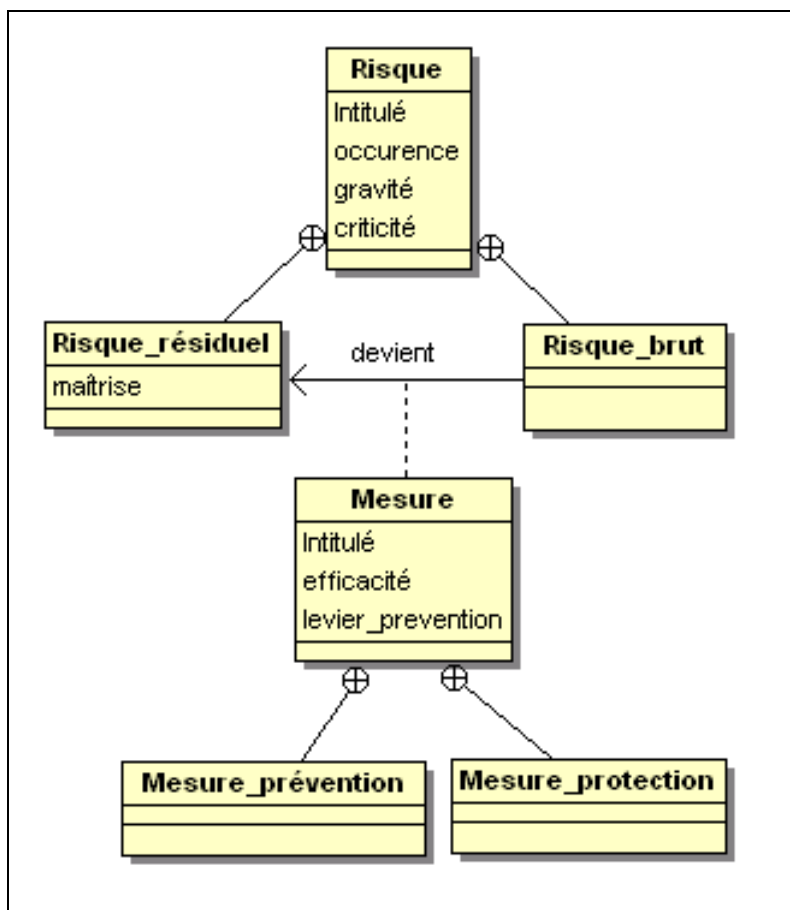 Risque
Intitulé
occurence
gravité
criticité
Risque_résiduel
maîtrise
devient
Risque_brut
Mesure
Intitulé
efficacité
levier_prevention
Mesure_prévention
Mesure_protection